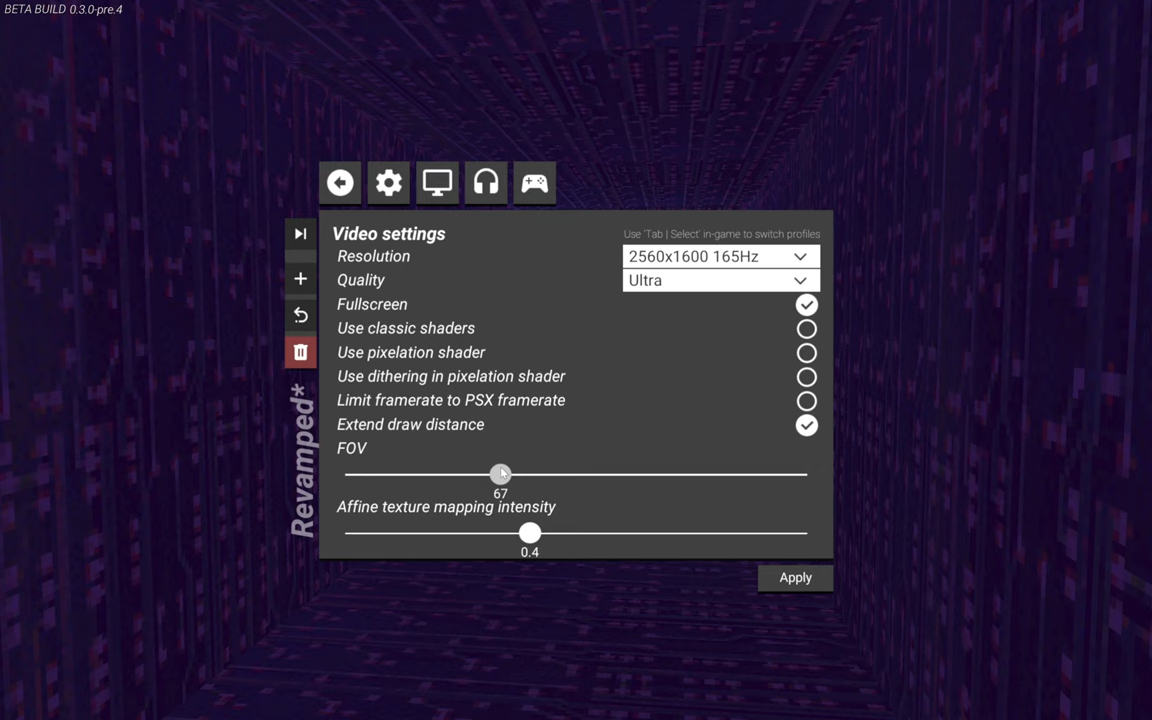 BETA BUILD 0.3.0-pre.4
Video settings
Use 'Tab | Select' in-game to switch profiles
Resolution
2560x1600 165Hz
Quality
Ultra
Fullscreen
Use classic shaders
Use pixelation shader
Use dithering in pixelation shader
Limit framerate to PSX framerate
Extend draw distance
FOV
67
Affine texture mapping intensity
0.4
Revamped*
Apply